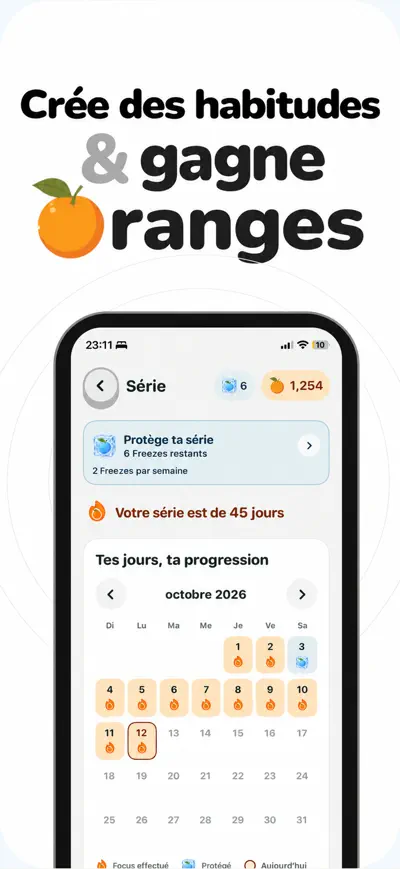 Crée des habitudes
& gagne
ranges
23:11
10
Série
6
1,254
Protège ta série
6 Freezes restants
2 Freezes par semaine
Votre série est de 45 jours
Tes jours, ta progression
octobre 2026
Di Lu Ma Me Je Ve Sa
1 2 3
4 5 6 7 8 9 10
11 12 13 14 15 16 17
18 19 20 21 22 23 24
25 26 27 28 29 30 31
Focus effectué Protégé Aujourd'hui